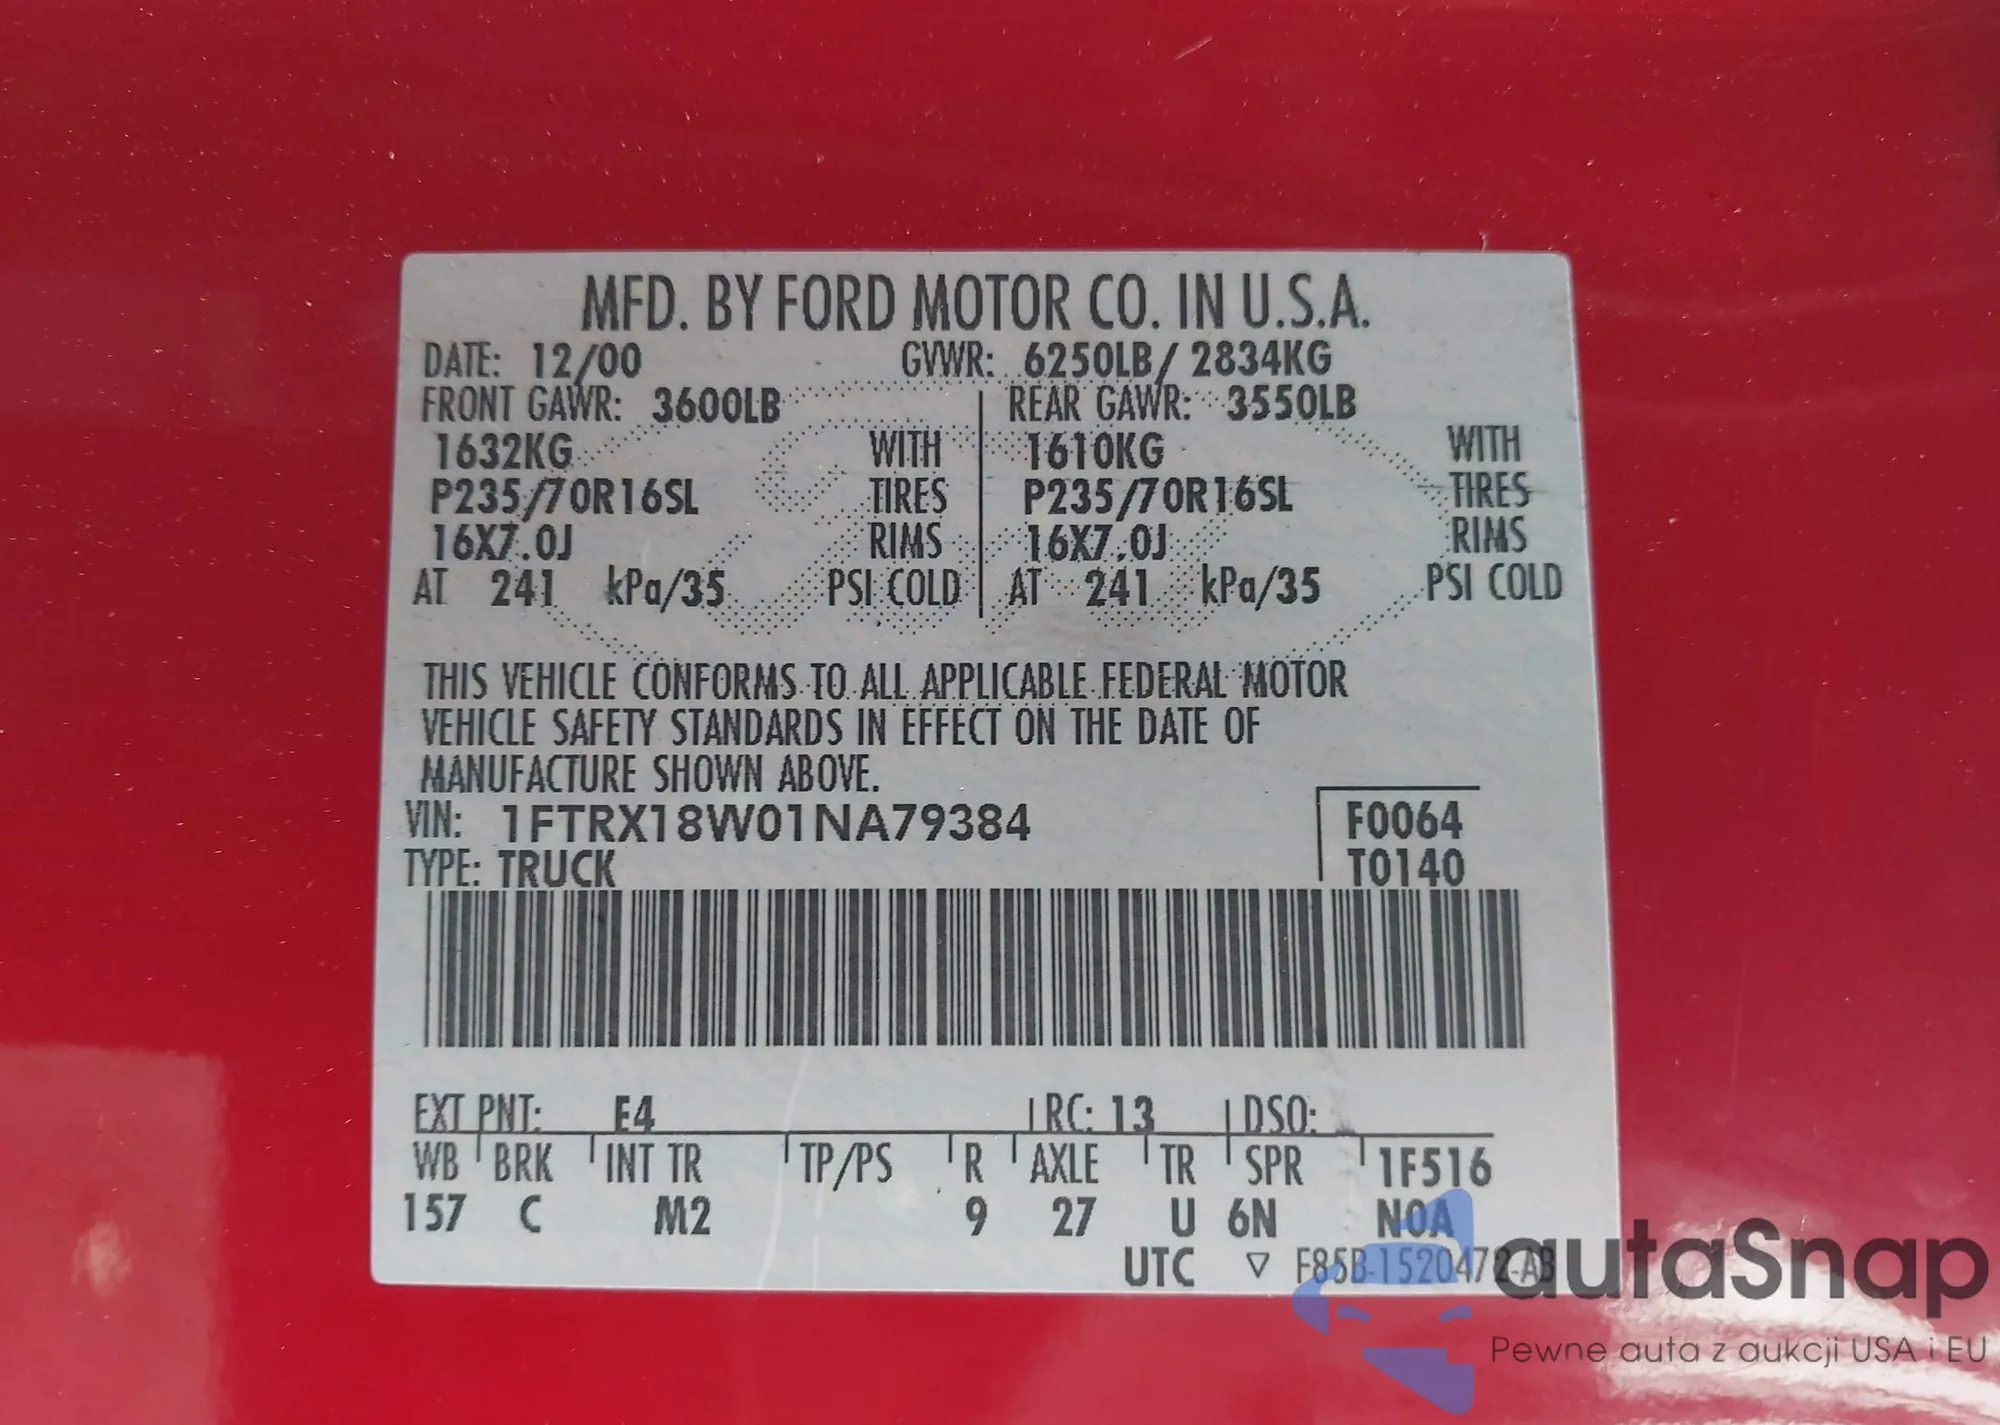 MFD. BY FORD MOTOR CO. IN U.S.A.
DATE: 12/00 GVWR: 6250LB/ 2834KG
FRONT GAWR: 3600LB REAR GAWR: 3550LB
1632KG WITH 1610KG WITH
P235/70R16SL TIRES P235/70R16SL TIRES
16X7.0J RIMS 16X7.0J RIMS
AT 241 kPa/35 PSI COLD AT 241 kPa/35 PSI COLD
THIS VEHICLE CONFORMS TO ALL APPLICABLE FEDERAL MOTOR
VEHICLE SAFETY STANDARDS IN EFFECT ON THE DATE OF
MANUFACTURE SHOWN ABOVE.
VIN: 1FTRX18W01NA79384 F0064
TYPE: TRUCK T0140
EXT PNT: E4 RC: 13 DSO:
WB BRK INT TR TP/PS R AXLE TR SPR 1F516
157 C M2 9 27 U 6N N0A
UTC ▽ F85B-1520472-AB
autaSnap
Pewne auta z aukcji USA i EU